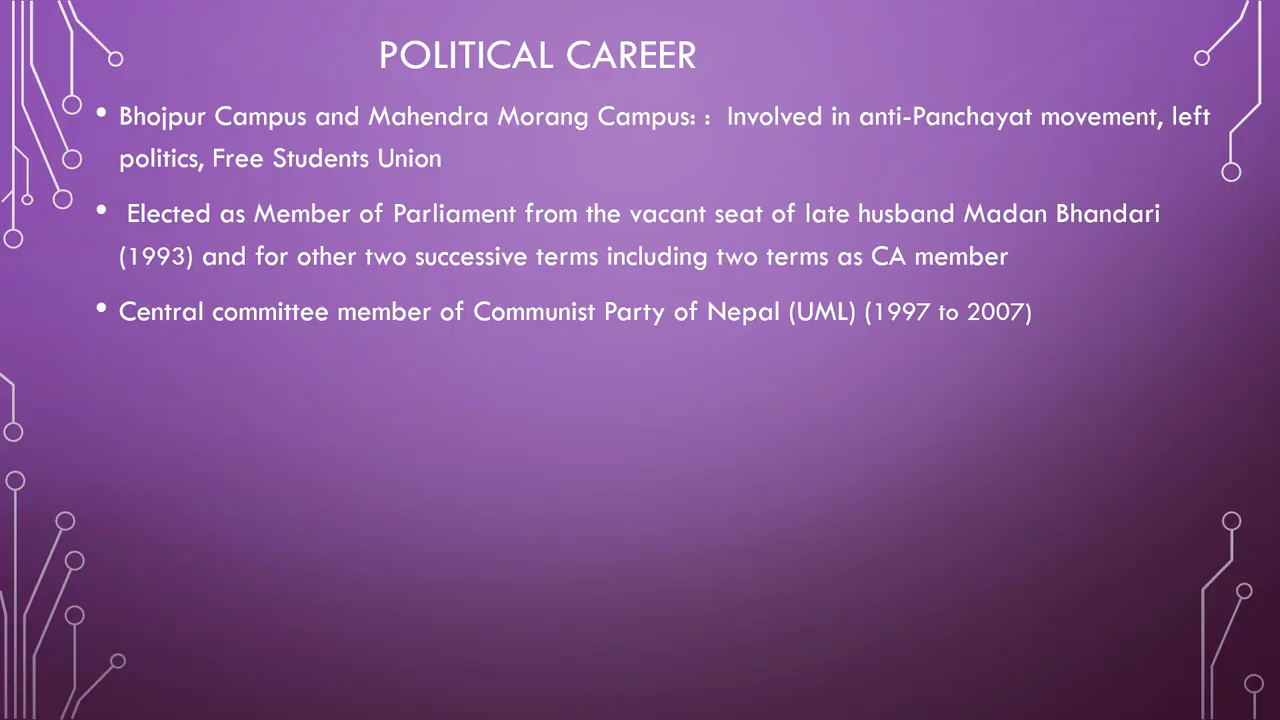 POLITICAL CAREER
• Bhojpur Campus and Mahendra Morang Campus: :  Involved in anti-Panchayat movement, left
politics, Free Students Union
•  Elected as Member of Parliament from the vacant seat of late husband Madan Bhandari
(1993) and for other two successive terms including two terms as CA member
• Central committee member of Communist Party of Nepal (UML) (1997 to 2007)